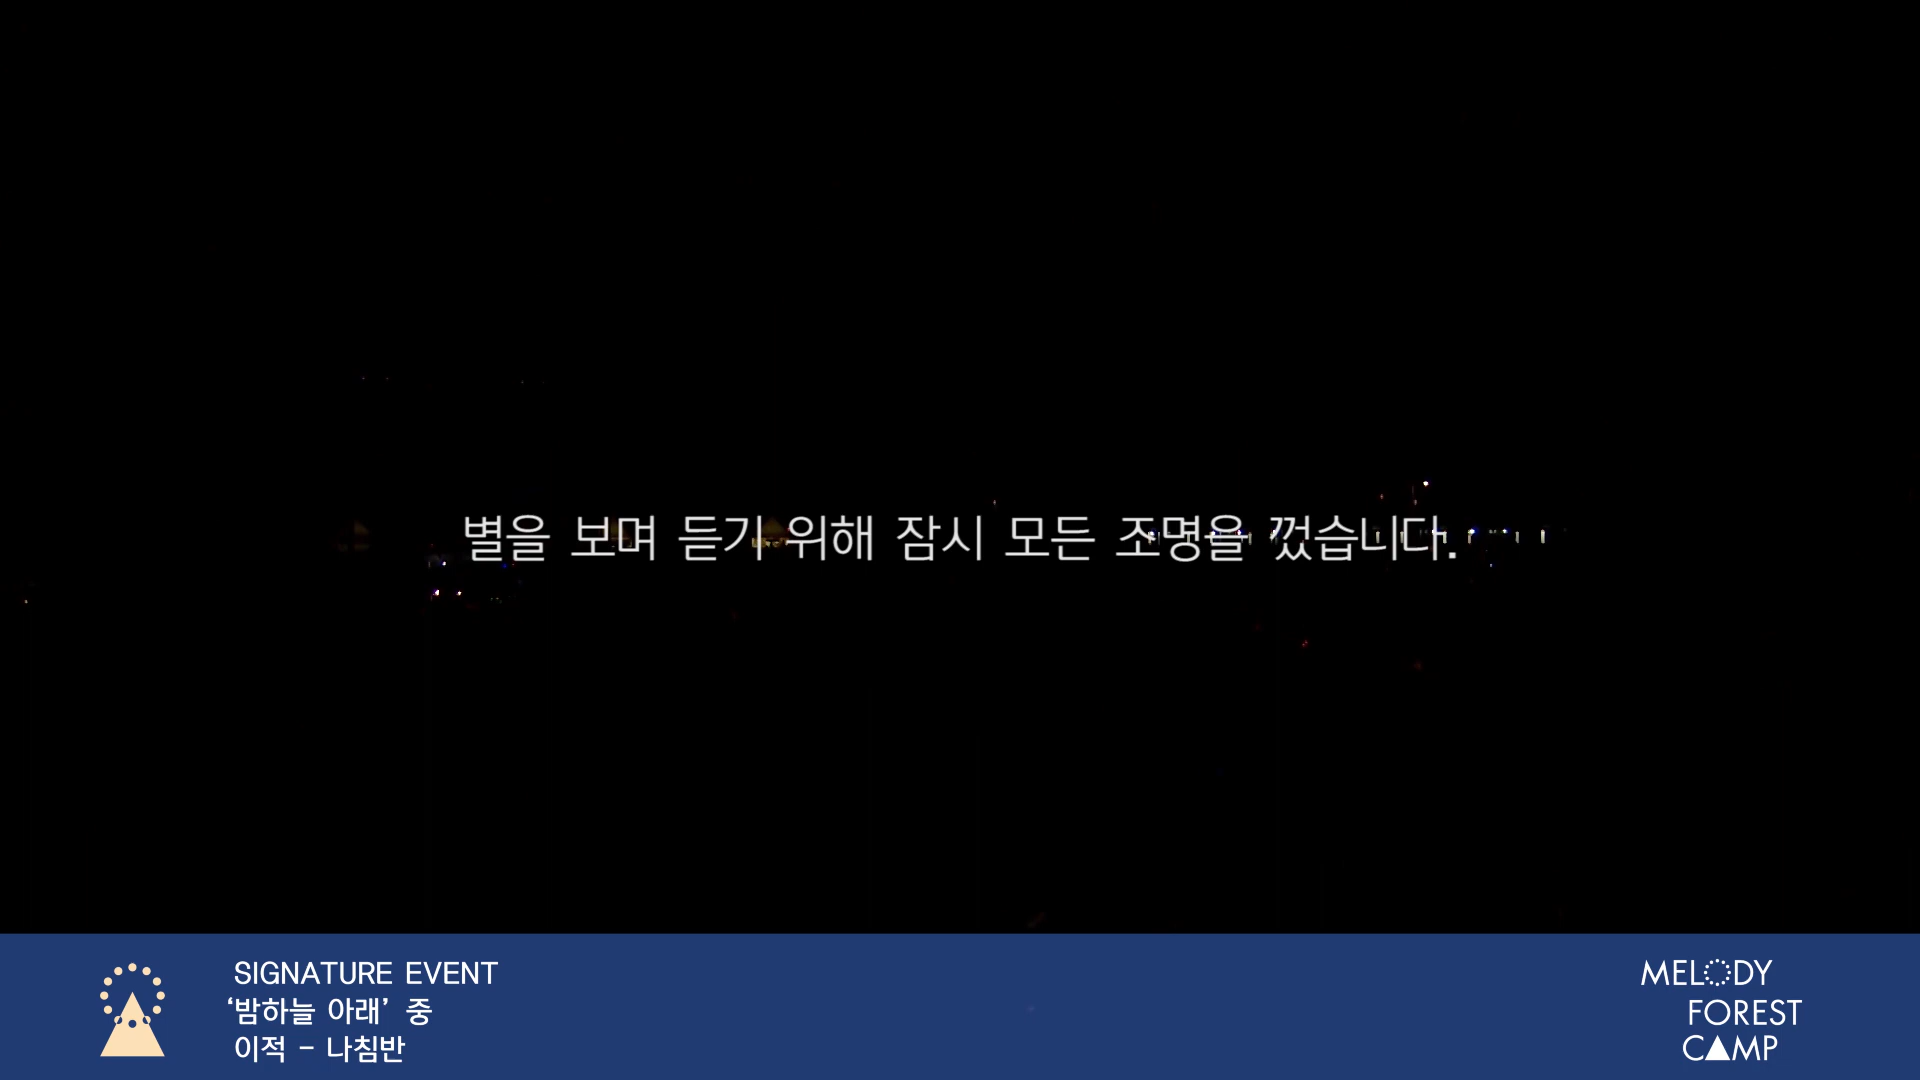 별을 보며 듣기 위해 잠시 모든 조명을 껐습니다.
SIGNATURE EVENT
‘밤하늘 아래’ 중
이적 – 나침반
MELODY
FOREST
CAMP